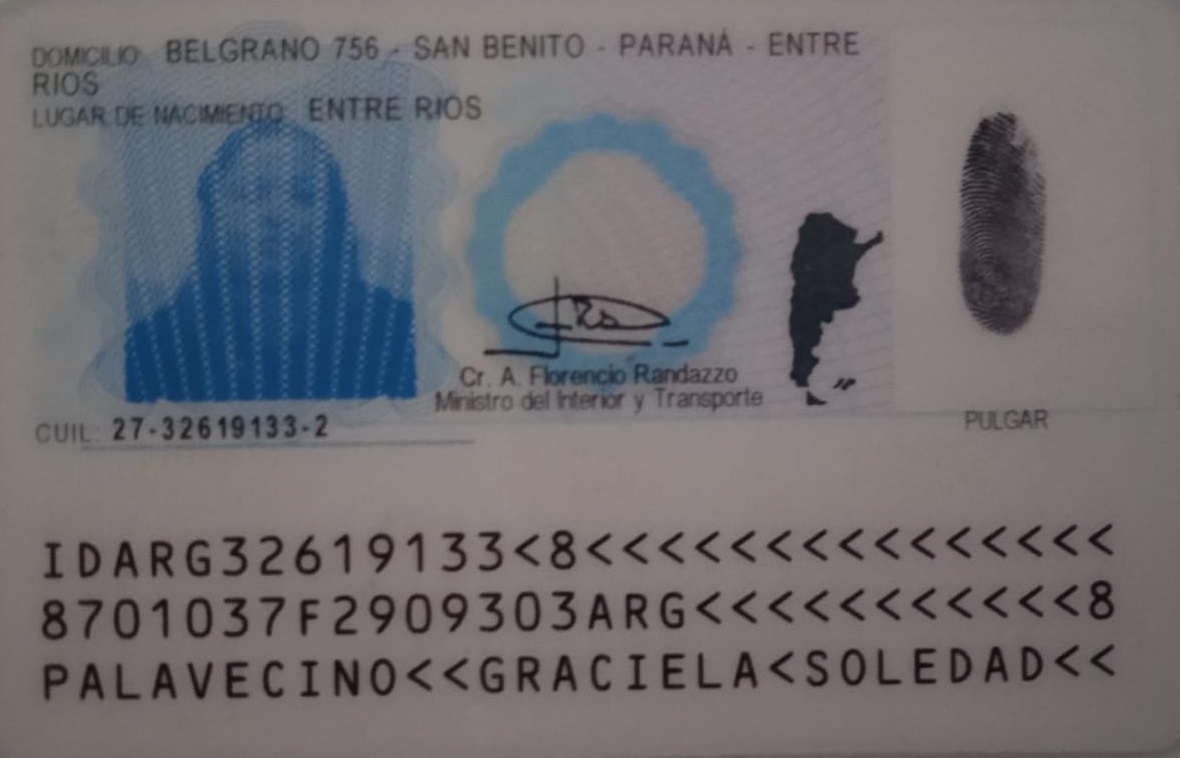 DOMICILIO: BELGRANO 756 - SAN BENITO - PARANÁ - ENTRE
RIOS
LUGAR DE NACIMIENTO: ENTRE RIOS
Cr. A. Florencio Randazzo
Ministro del Interior y Transporte
CUIL: 27-32619133-2
PULGAR
IDARG32619133<8<<<<<<<<<<<<<<<
8701037F2909303ARG<<<<<<<<<<<8
PALAVECINO<<GRACIELA<SOLEDAD<<